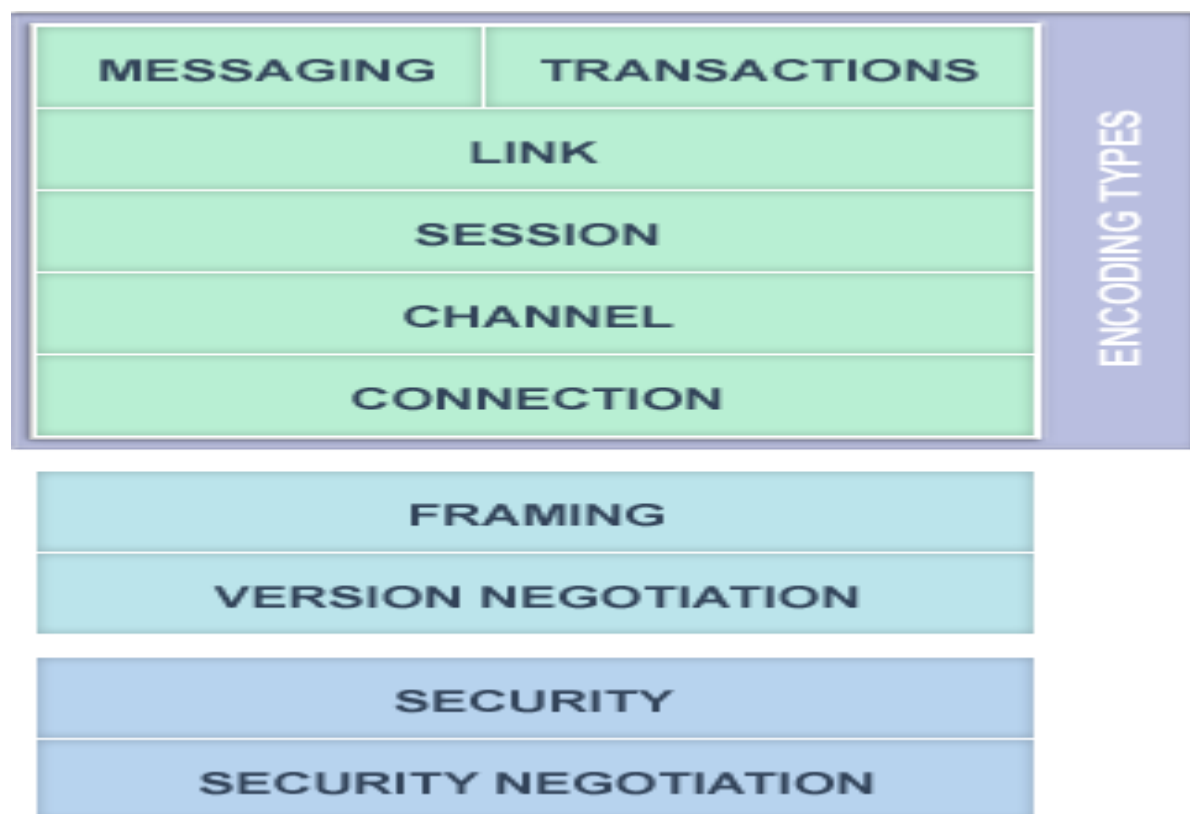 MESSAGING
TRANSACTIONS
LINK
SESSION
CHANNEL
CONNECTION
ENCODING TYPES
FRAMING
VERSION NEGOTIATION
SECURITY
SECURITY NEGOTIATION